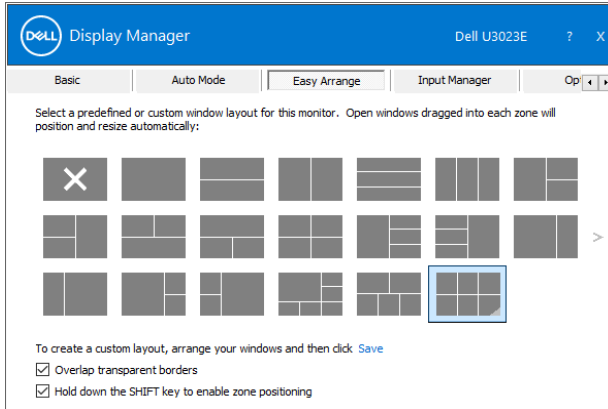 DELL Display Manager Dell U3023E ? X
Basic Auto Mode Easy Arrange Input Manager
Select a predefined or custom window layout for this monitor. Open windows dragged into each zone will
position and resize automatically:
>
To create a custom layout, arrange your windows and then click Save
Overlap transparent borders
Hold down the SHIFT key to enable zone positioning